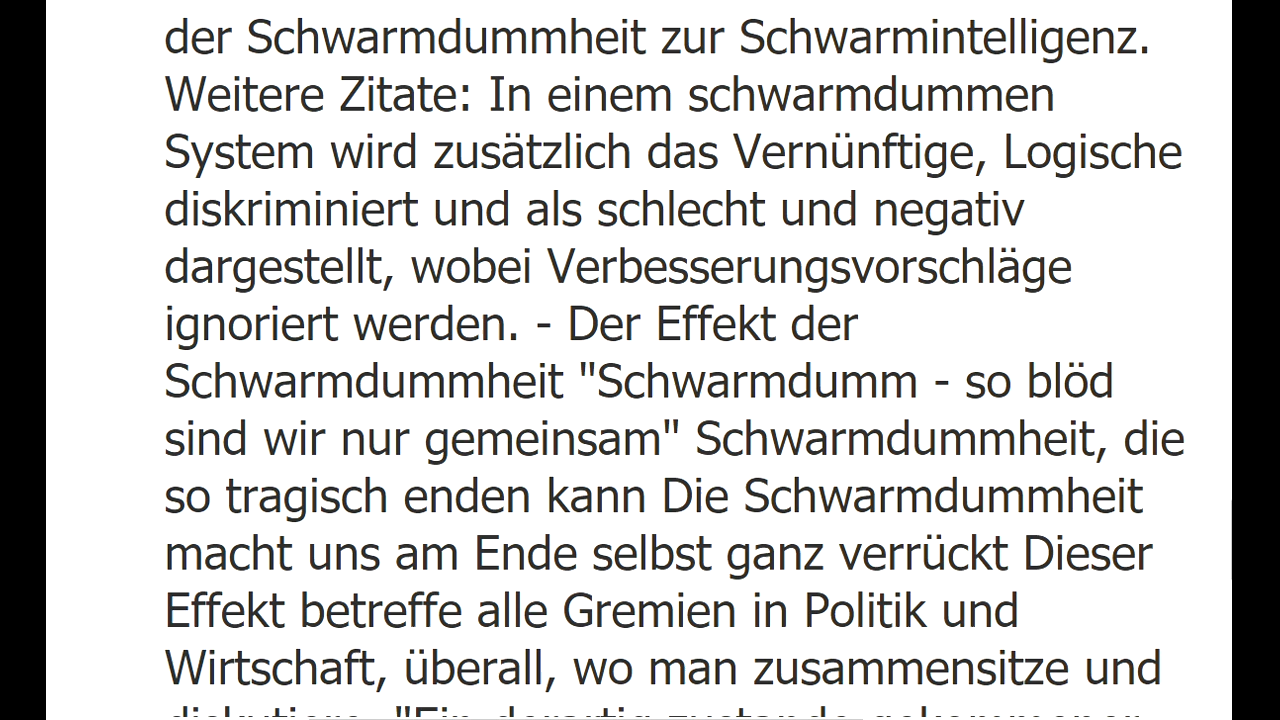 der Schwarmdummheit zur Schwarmintelligenz.
Weitere Zitate: In einem schwarmdummen
System wird zusätzlich das Vernünftige, Logische
diskriminiert und als schlecht und negativ
dargestellt, wobei Verbesserungsvorschläge
ignoriert werden. - Der Effekt der
Schwarmdummheit "Schwarmdumm - so blöd
sind wir nur gemeinsam" Schwarmdummheit, die
so tragisch enden kann Die Schwarmdummheit
macht uns am Ende selbst ganz verrückt Dieser
Effekt betreffe alle Gremien in Politik und
Wirtschaft, überall, wo man zusammensitze und